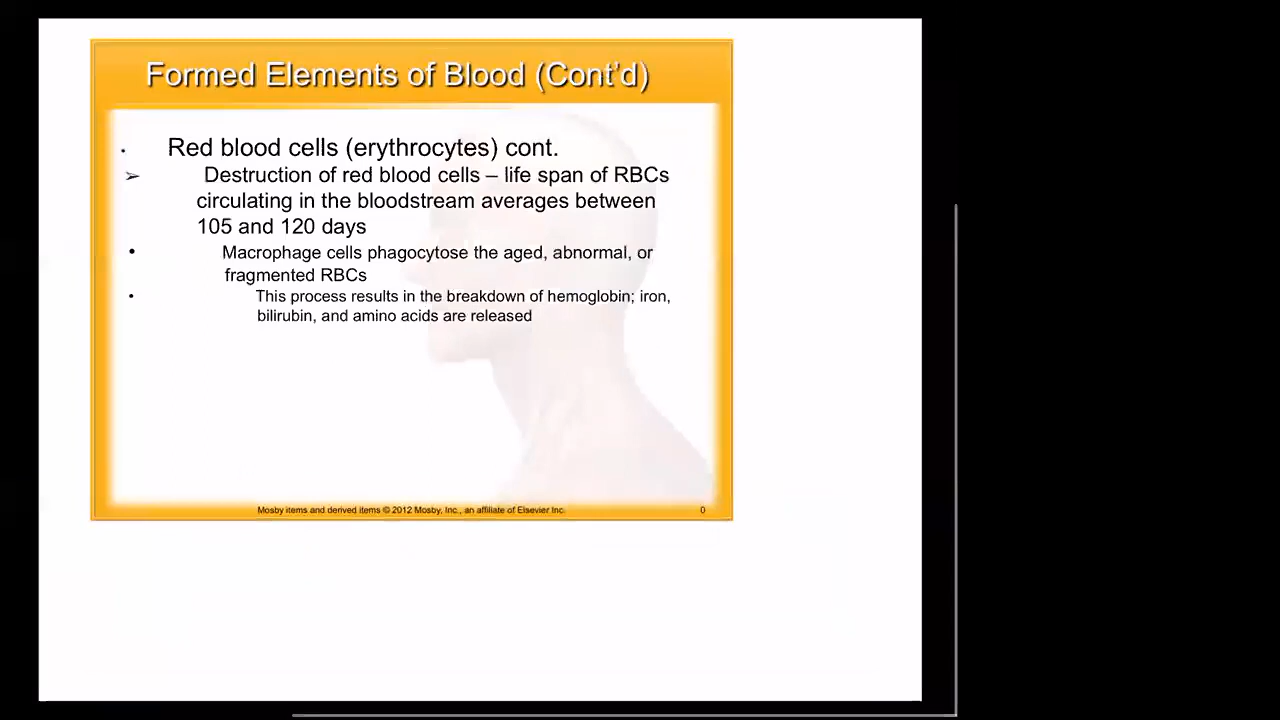 Formed Elements of Blood (Cont'd)
• Red blood cells (erythrocytes) cont.
➢ Destruction of red blood cells – life span of RBCs
circulating in the bloodstream averages between
105 and 120 days
• Macrophage cells phagocytose the aged, abnormal, or
fragmented RBCs
• This process results in the breakdown of hemoglobin; iron,
bilirubin, and amino acids are released
Mosby items and derived items © 2012 Mosby, Inc., an affiliate of Elsevier Inc. 0